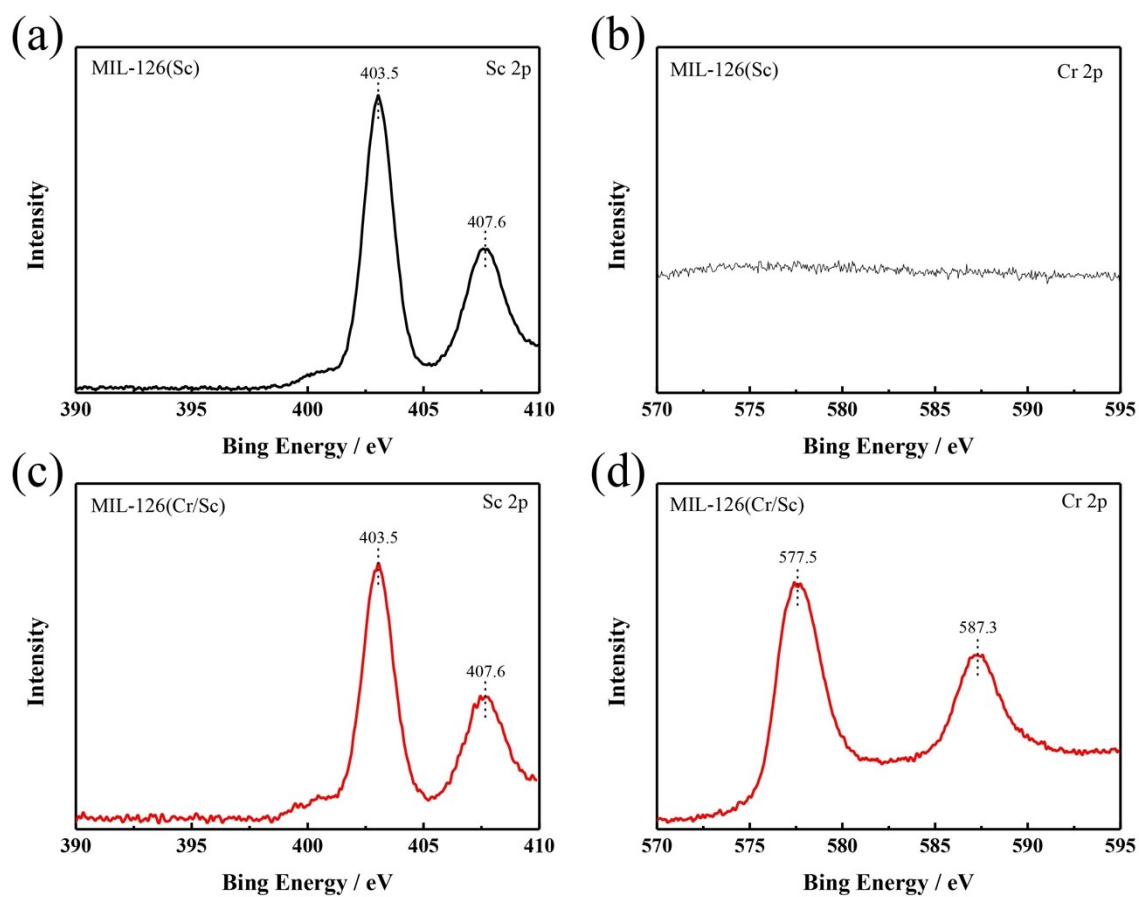 (a)
MIL-126(Sc)
403.5
Sc 2p
407.6
Intensity
390 395 400 405 410
Bing Energy / eV
(b)
MIL-126(Sc)
Cr 2p
Intensity
570 575 580 585 590 595
Bing Energy / eV
(c)
MIL-126(Cr/Sc)
Sc 2p
403.5
407.6
Intensity
390 395 400 405 410
Bing Energy / eV
(d)
MIL-126(Cr/Sc)
Cr 2p
577.5
587.3
Intensity
570 575 580 585 590 595
Bing Energy / eV